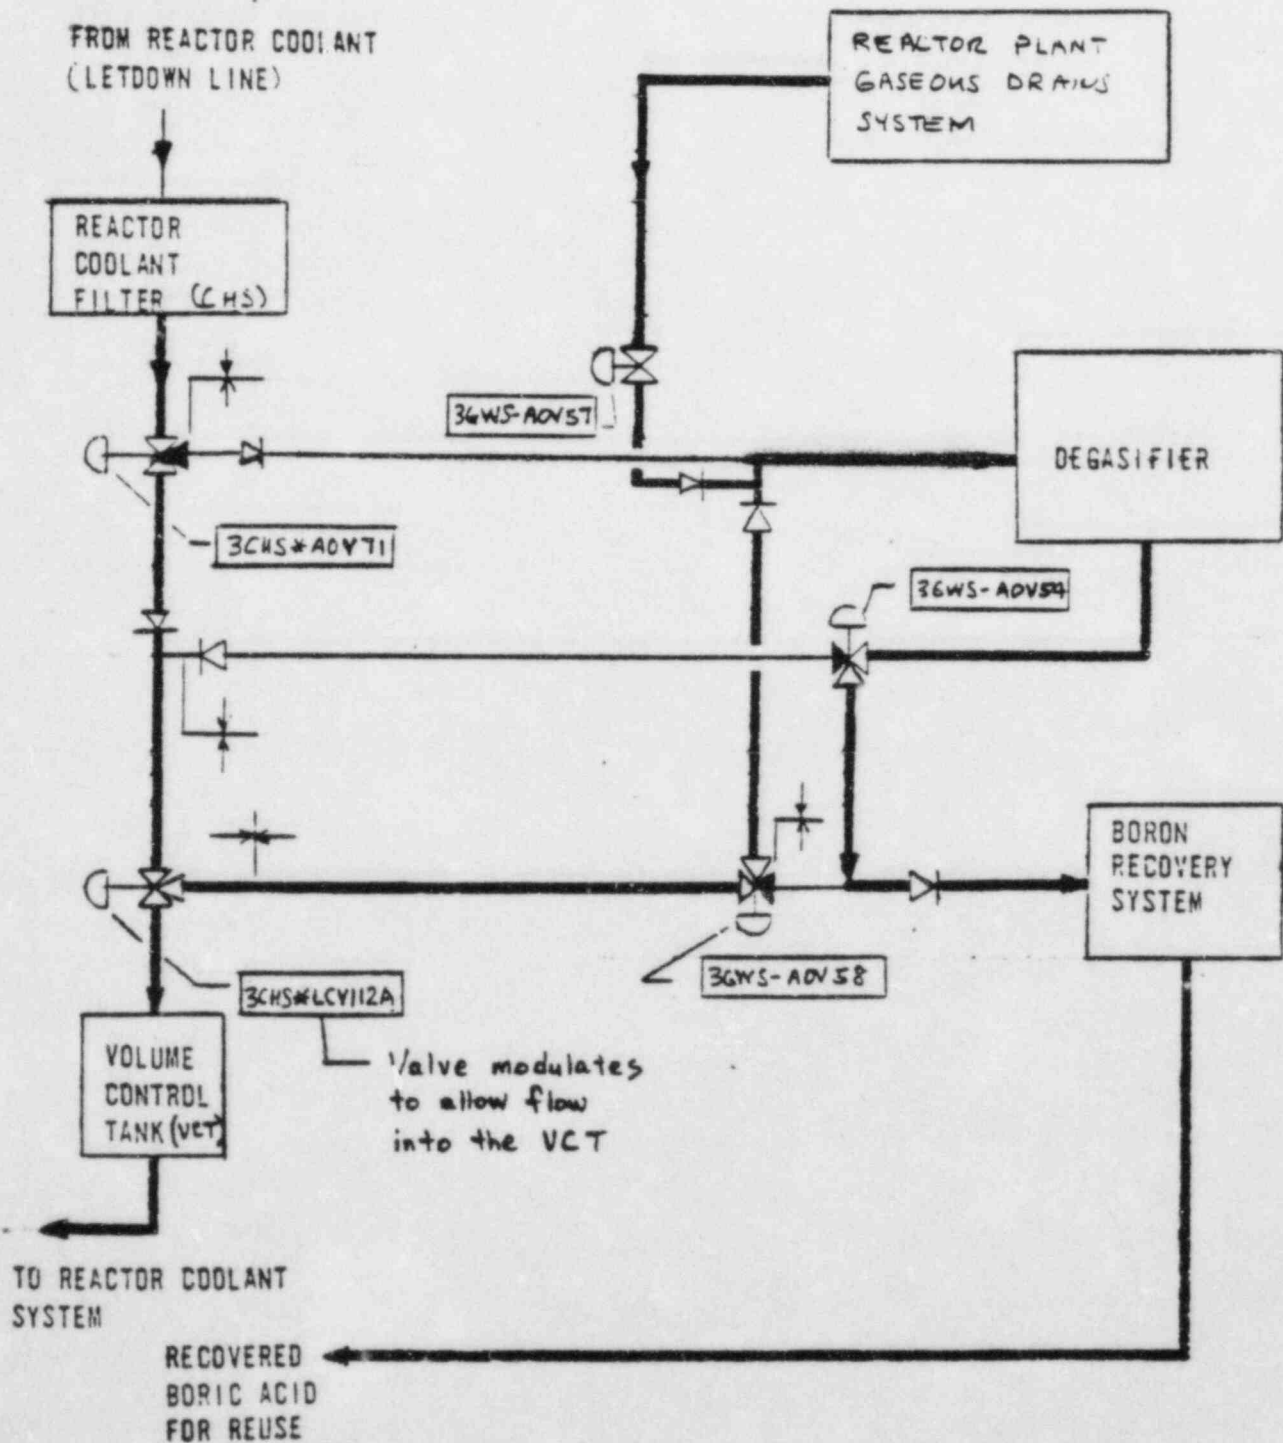 FROM REACTOR COOLANT
(LETDOWN LINE)
REACTOR PLANT
GASEOUS DRAINS
SYSTEM
REACTOR
COOLANT
FILTER (CHS)
3GWS-AOV57
DEGASIFIER
3CHS*AOV71
3GWS-AOV59
BORON
RECOVERY
SYSTEM
3GWS-AOV58
3CHS*LCV112A
VOLUME
CONTROL
TANK (VCT)
Valve modulates
to allow flow
into the VCT
TO REACTOR COOLANT
SYSTEM
RECOVERED
BORIC ACID
FOR REUSE